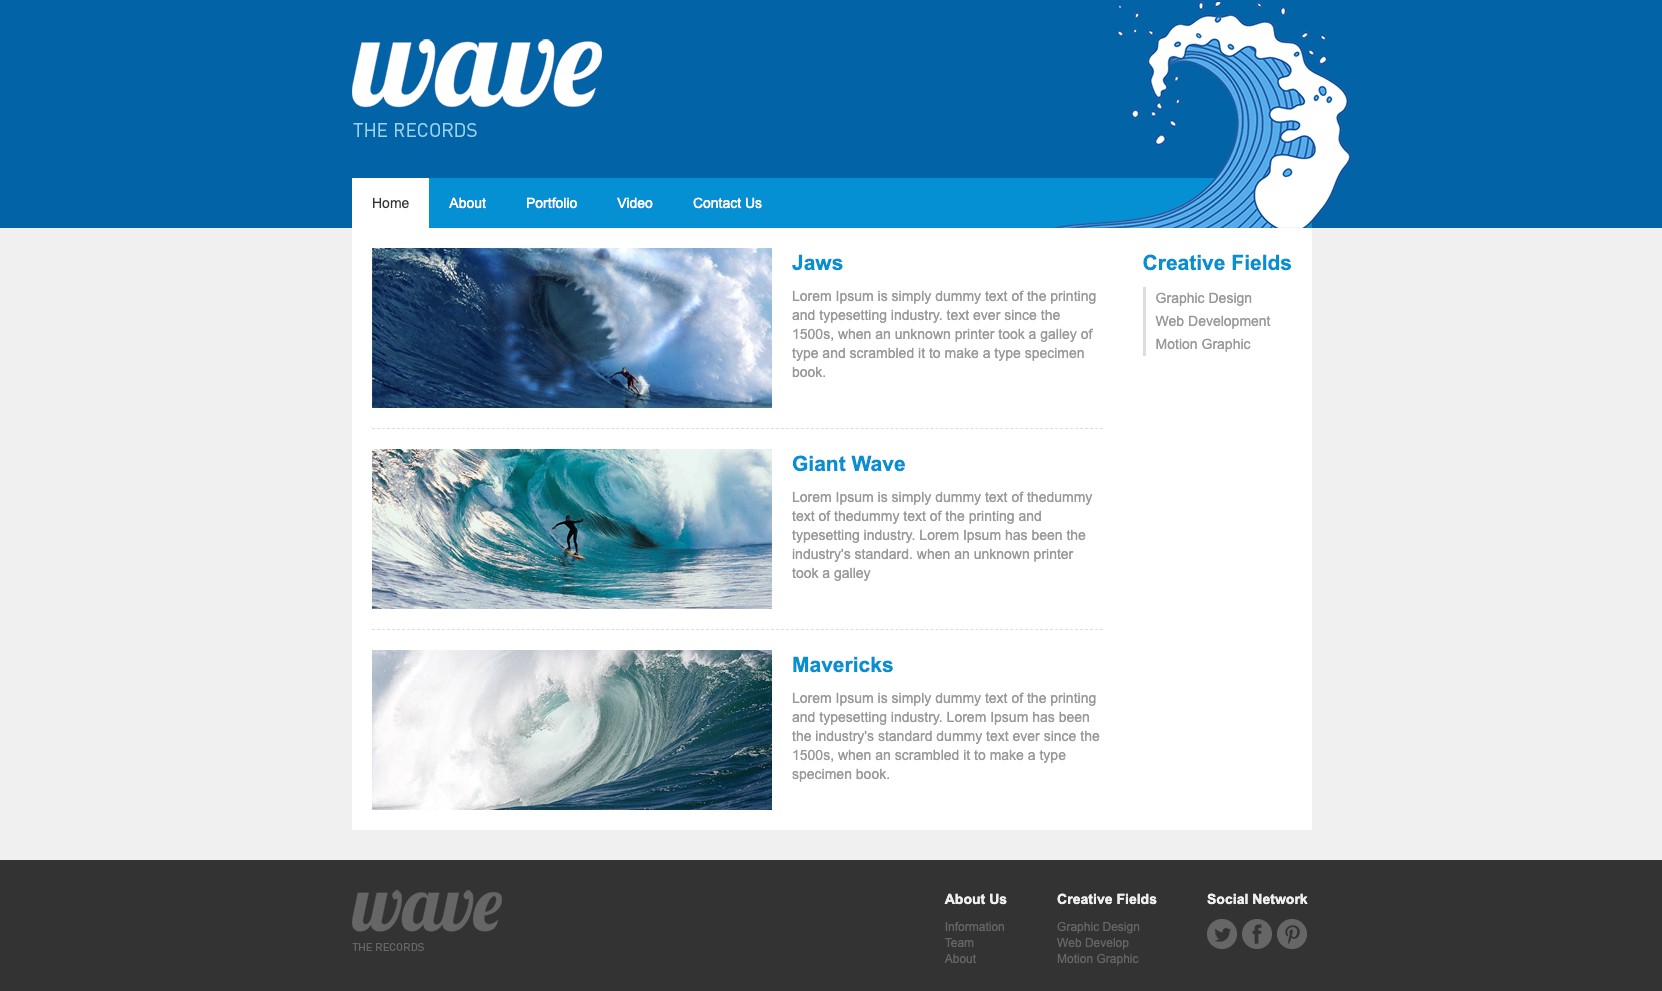 wave
THE RECORDS
Home
About
Portfolio
Video
Contact Us
Jaws
Lorem Ipsum is simply dummy text of the printing
and typesetting industry. text ever since the
1500s, when an unknown printer took a galley of
type and scrambled it to make a type specimen
book.
Giant Wave
Lorem Ipsum is simply dummy text of thedummy
text of thedummy text of the printing and
typesetting industry. Lorem Ipsum has been the
industry's standard. when an unknown printer
took a galley
Mavericks
Lorem Ipsum is simply dummy text of the printing
and typesetting industry. Lorem Ipsum has been
the industry's standard dummy text ever since the
1500s, when an scrambled it to make a type
specimen book.
Creative Fields
Graphic Design
Web Development
Motion Graphic
wave
THE RECORDS
About Us
Information
Team
About
Creative Fields
Graphic Design
Web Develop
Motion Graphic
Social Network